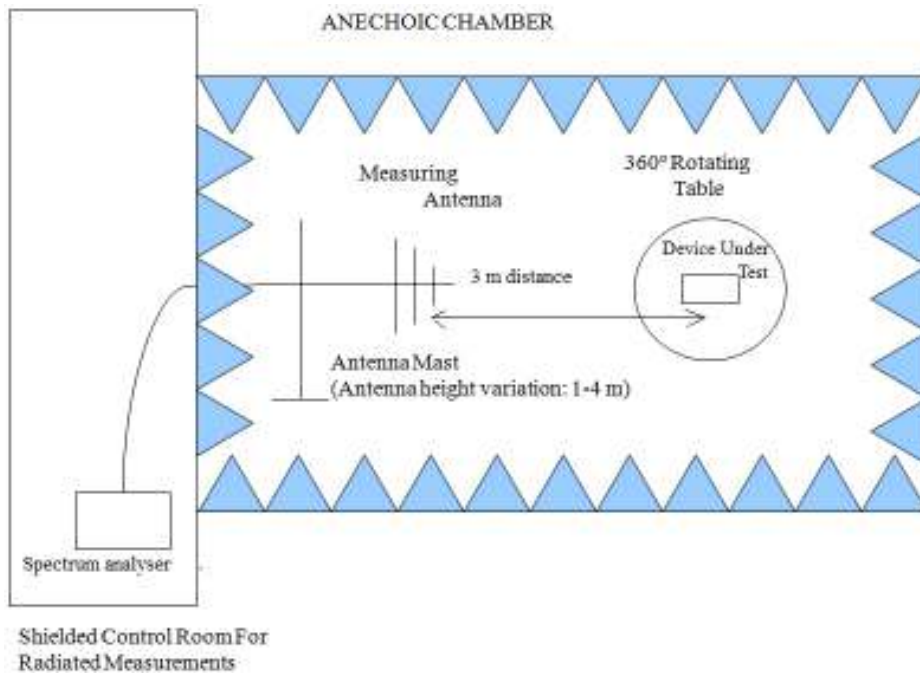 ANECHOIC CHAMBER
Measuring
Antenna
360º Rotating
Table
Device Under
Test
3 m distance
Antenna Mast
(Antenna height variation: 1-4 m)
Spectrum analyser
Shielded Control Room For
Radiated Measurements